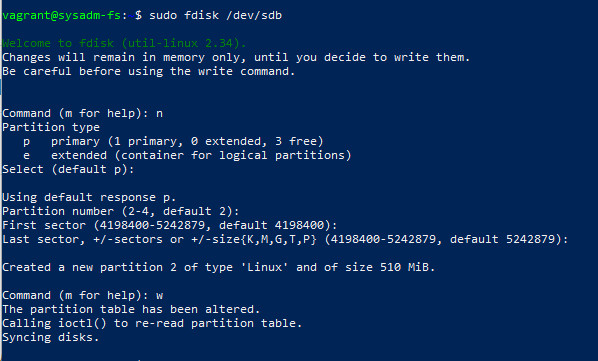 vagrant@sysadm-fs: $ sudo fdisk /dev/sdb
Welcome to fdisk (util-linux 2.34).
Changes will remain in memory only, until you decide to write them.
Be careful before using the write command.
Command (m for help): n
Partition type
p primary (1 primary, 0 extended, 3 free)
e extended (container for logical partitions)
Select (default p):
Using default response p.
Partition number (2-4, default 2):
First sector (4198400-5242879, default 4198400):
Last sector, +/-sectors or +/-size{K,M,G,T,P} (4198400-5242879, default 5242879):
Created a new partition 2 of type 'Linux' and of size 510 MiB.
Command (m for help): w
The partition table has been altered.
Calling ioctl() to re-read partition table.
Syncing disks.